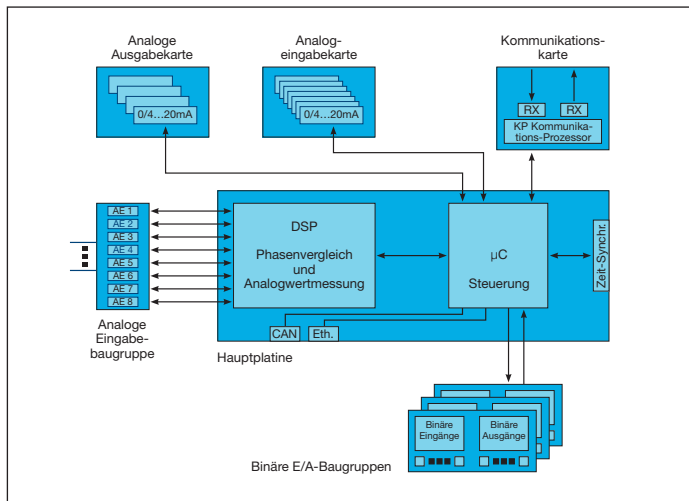 Analoge
Ausgabekarte
0/4...20mA
Analog-
eingabekarte
0/4...20mA
Kommunikations-
karte
RX
RX
KP Kommunika-
tions-Prozessor
AE 1
AE 2
AE 3
AE 4
AE 5
AE 6
AE 7
AE 8
Analoge
Eingabe-
baugruppe
DSP
Phasenvergleich
und
Analogwertmessung
µC
Steuerung
Zeit-Synchr.
CAN
Eth.
Hauptplatine
Binäre
Eingänge
Binäre
Ausgänge
Binäre E/A-Baugruppen